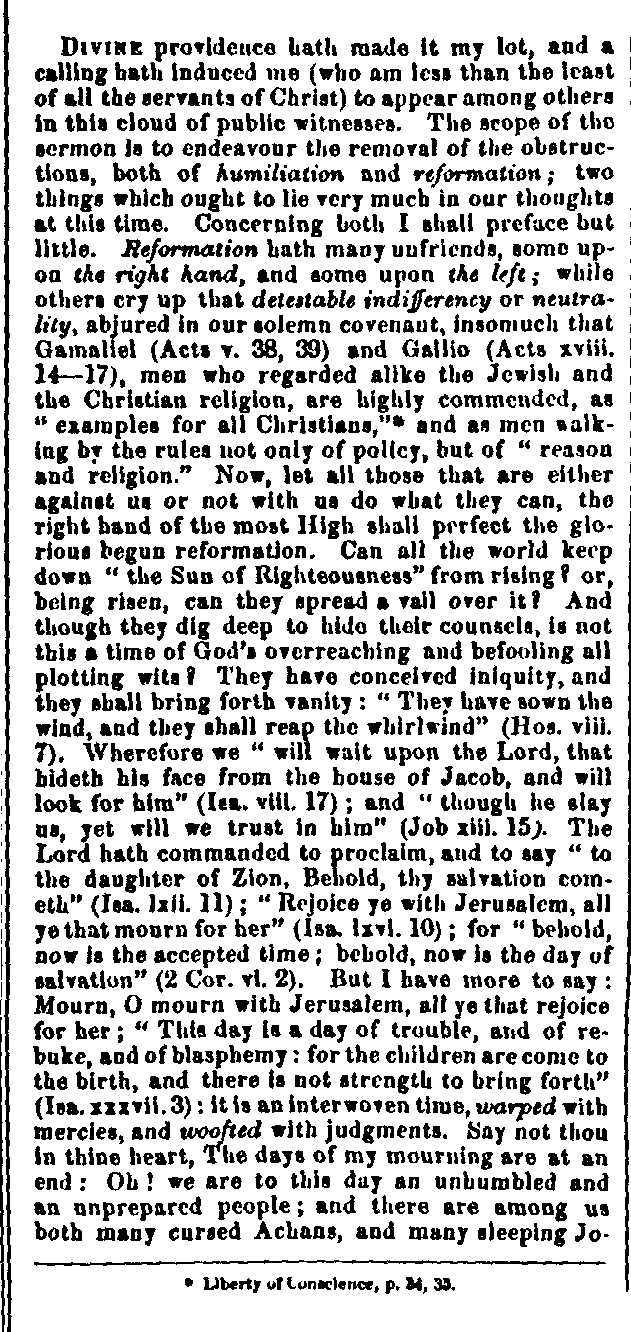 DIVINE providence hath made it my lot, and a
calling hath induced me (who am less than the least
of all the servants of Christ) to appear among others
in this cloud of public witnesses. The scope of the
sermon is to endeavour the removal of the obstruc-
tions, both of humiliation and reformation; two
things which ought to lie very much in our thoughts
at this time. Concerning both I shall preface but
little. Reformation hath many unfriends, some up-
on the right hand, and some upon the left; while
others cry up that detestable indifferency or neutra-
lity, abjured in our solemn covenant, insomuch that
Gamaliel (Acts v. 38, 39) and Gallio (Acts xviii.
14—17), men who regarded alike the Jewish and
the Christian religion, are highly commended, as
" examples for all Christians,"* and as men walk-
ing by the rules not only of policy, but of " reason
and religion." Now, let all those that are either
against us or not with us do what they can, the
right hand of the most High shall perfect the glo-
rious begun reformation. Can all the world keep
down " the Sun of Righteousness" from rising? or,
being risen, can they spread a vail over it? And
though they dig deep to hide their counsels, is not
this a time of God's overreaching and befooling all
plotting wits? They have conceived iniquity, and
they shall bring forth vanity: " They have sown the
wind, and they shall reap the whirlwind" (Hos. viii.
7). Wherefore we " will wait upon the Lord, that
hideth his face from the house of Jacob, and will
look for him" (Isa. viii. 17); and " though he slay
us, yet will we trust in him" (Job xiii. 15). The
Lord hath commanded to proclaim, and to say " to
the daughter of Zion, Behold, thy salvation com-
eth" (Isa. lxii. 11); " Rejoice ye with Jerusalem, all
ye that mourn for her" (Isa. lxvi. 10); for " behold,
now is the accepted time; behold, now is the day of
salvation" (2 Cor. vi. 2). But I have more to say:
Mourn, O mourn with Jerusalem, all ye that rejoice
for her; " This day is a day of trouble, and of re-
buke, and of blasphemy: for the children are come to
the birth, and there is not strength to bring forth"
(Isa. xxxvii. 3): it is an interwoven time, warped with
mercies, and woofted with judgments. Say not thou
in thine heart, The days of my mourning are at an
end: Oh! we are to this day an unhumbled and
an unprepared people; and there are among us
both many cursed Achans, and many sleeping Jo-
* Liberty of Conscience, p. 34, 35.